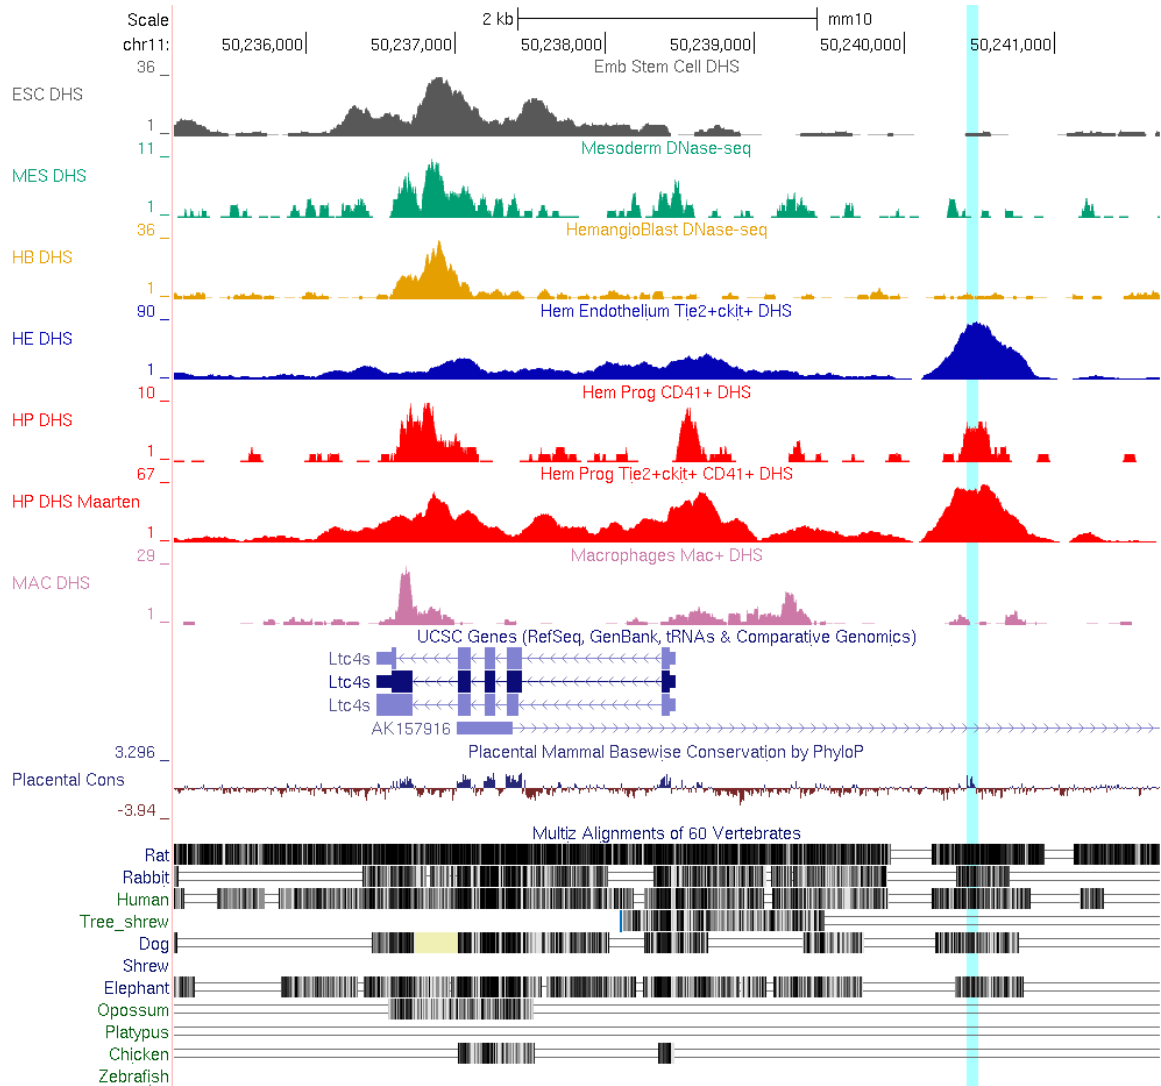 Scale 2 kb mm10
chr11: 50,236,000 50,237,000 50,238,000 50,239,000 50,240,000 50,241,000
Emb Stem Cell DHS
36
ESC DHS
1
Mesoderm DNase-seq
11
MES DHS
1
HemangioBlast DNase-seq
36
HB DHS
1
Hem Endothelium Tie2+ckit+ DHS
90
HE DHS
1
Hem Prog CD41+ DHS
10
HP DHS
1
Hem Prog Tie2+ckit+ CD41+ DHS
67
HP DHS Maarten
1
Macrophages Mac+ DHS
29
MAC DHS
1
UCSC Genes (RefSeq, GenBank, tRNAs & Comparative Genomics)
Ltc4s
Ltc4s
Ltc4s
AK157916
3.296 Placental Mammal Basewise Conservation by PhyloP
Placental Cons
-3.94
Multiz Alignments of 60 Vertebrates
Rat
Rabbit
Human
Tree_shrew
Dog
Shrew
Elephant
Opossum
Platypus
Chicken
Zebrafish